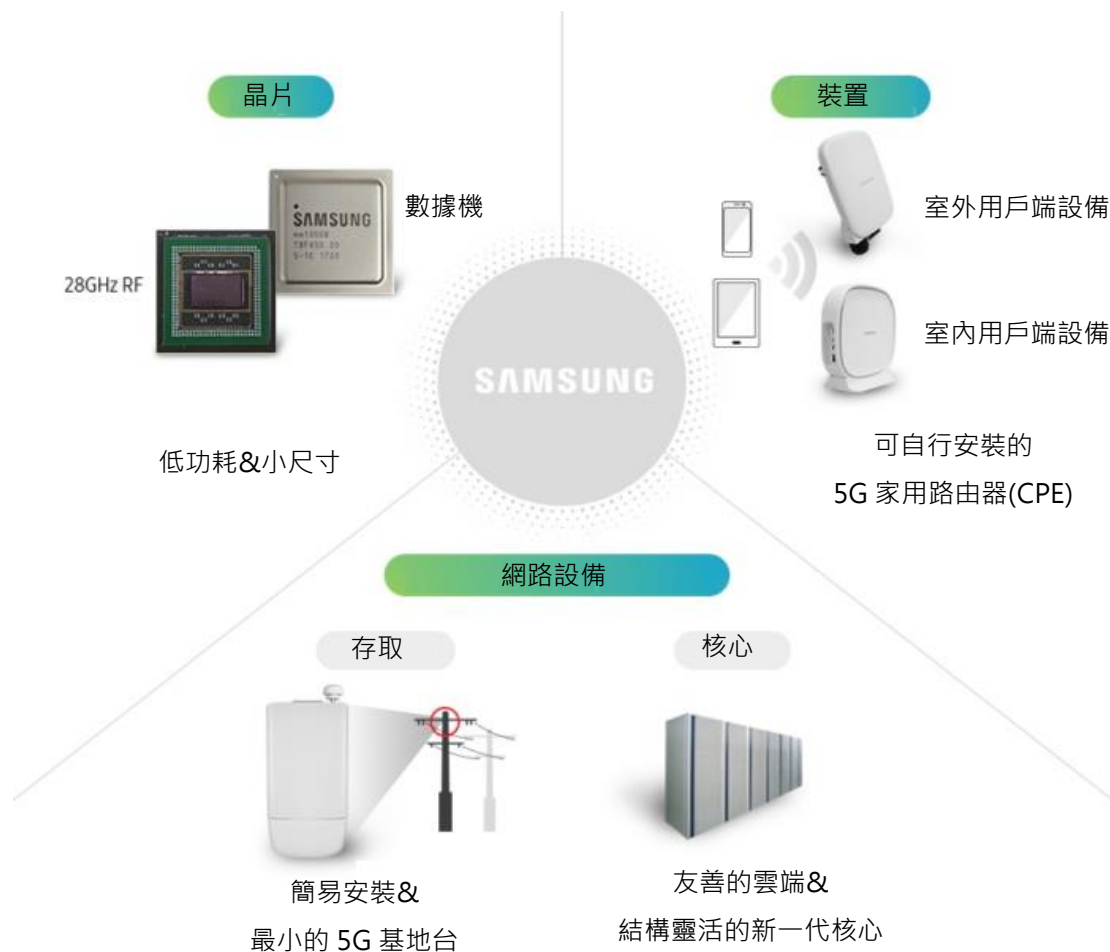 晶片
數據機
SAMSUNG
28GHz RF
低功耗&小尺寸
裝置
室外用戶端設備
室內用戶端設備
可自行安裝的
5G 家用路由器(CPE)
SAMSUNG
網路設備
存取
簡易安裝&
最小的 5G 基地台
核心
友善的雲端&
結構靈活的新一代核心